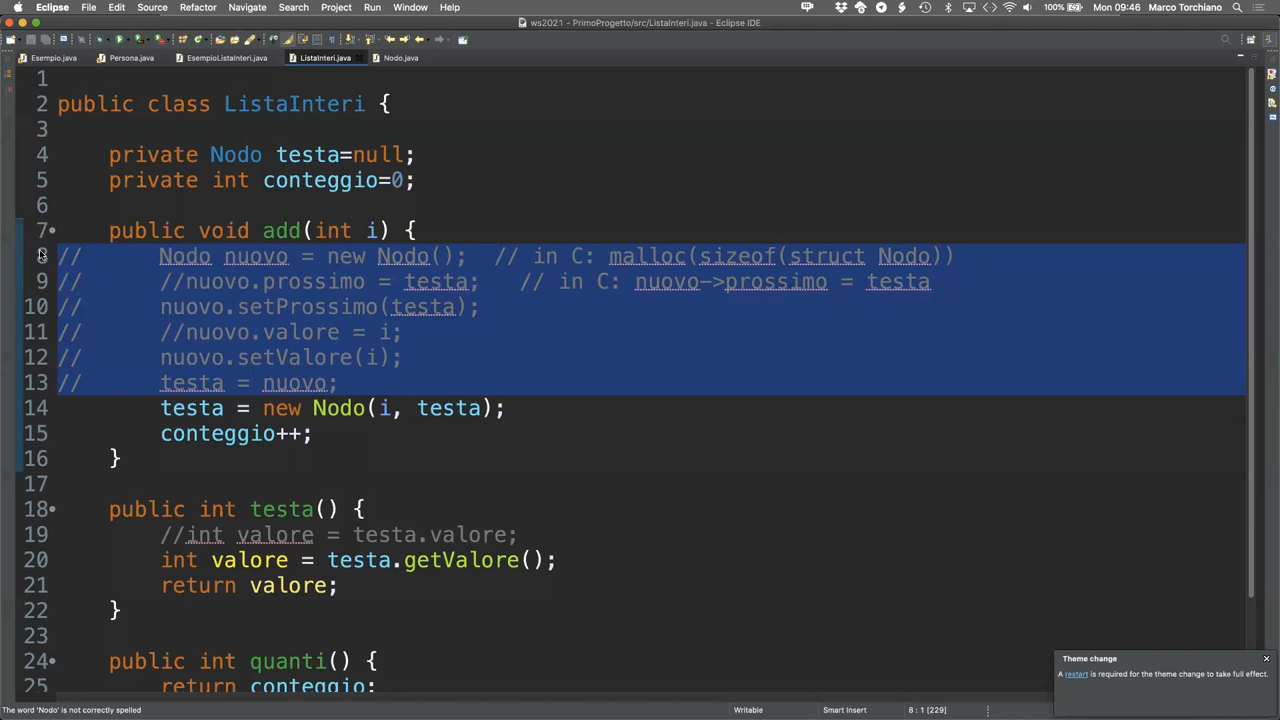 Eclipse File Edit Source Refactor Navigate Search Project Run Window Help 100% Mon 09:46 Marco Torchiano
ws2021 - PrimoProgetto/src/ListaInteri.java - Eclipse IDE
Esempio.java Persona.java EsempioListaInteri.java ListaInteri.java Nodo.java
1
2 public class ListaInteri {
3
4 private Nodo testa=null;
5 private int conteggio=0;
6
7 public void add(int i) {
8 // Nodo nuovo = new Nodo(); // in C: malloc(sizeof(struct Nodo))
9 // //nuovo.prossimo = testa; // in C: nuovo->prossimo = testa
10 // nuovo.setProssimo(testa);
11 // //nuovo.valore = i;
12 // nuovo.setValore(i);
13 // testa = nuovo;
14 testa = new Nodo(i, testa);
15 conteggio++;
16 }
17
18 public int testa() {
19 //int valore = testa.valore;
20 int valore = testa.getValore();
21 return valore;
22 }
23
24 public int quanti() {
25 return conteggio;
Theme change
A restart is required for the theme change to take full effect.
The word 'Nodo' is not correctly spelled Writable Smart Insert 8 : 1 [229]